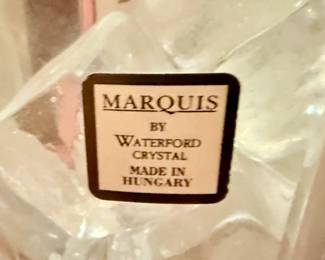 MARQUIS
BY
WATERFORD
CRYSTAL
MADE IN
HUNGARY